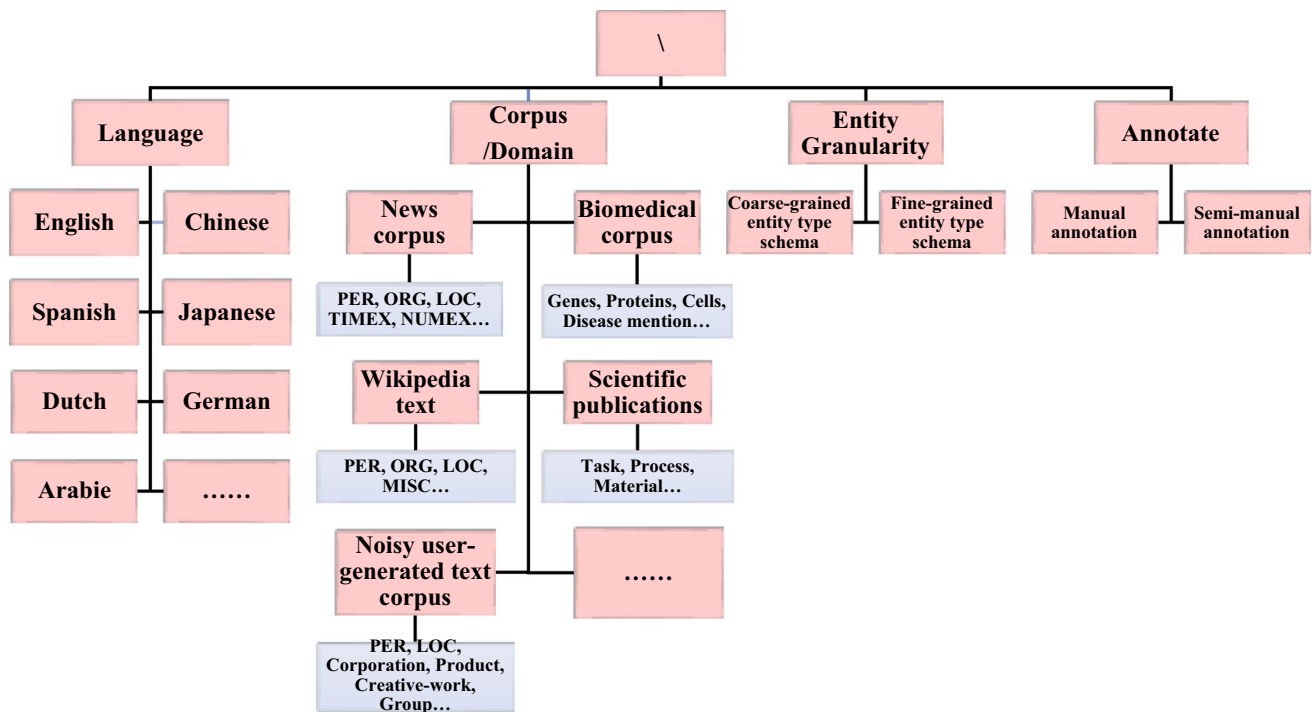 \
Language
English
Chinese
Spanish
Japanese
Dutch
German
Arabie
……
Corpus
/Domain
News
corpus
PER, ORG, LOC,
TIMEX, NUMEX…
Biomedical
corpus
Genes, Proteins, Cells,
Disease mention…
Wikipedia
text
PER, ORG, LOC,
MISC…
Scientific
publications
Task, Process,
Material…
Noisy user-
generated text
corpus
PER, LOC,
Corporation, Product,
Creative-work,
Group…
……
Entity
Granularity
Coarse-grained
entity type
schema
Fine-grained
entity type
schema
Annotate
Manual
annotation
Semi-manual
annotation